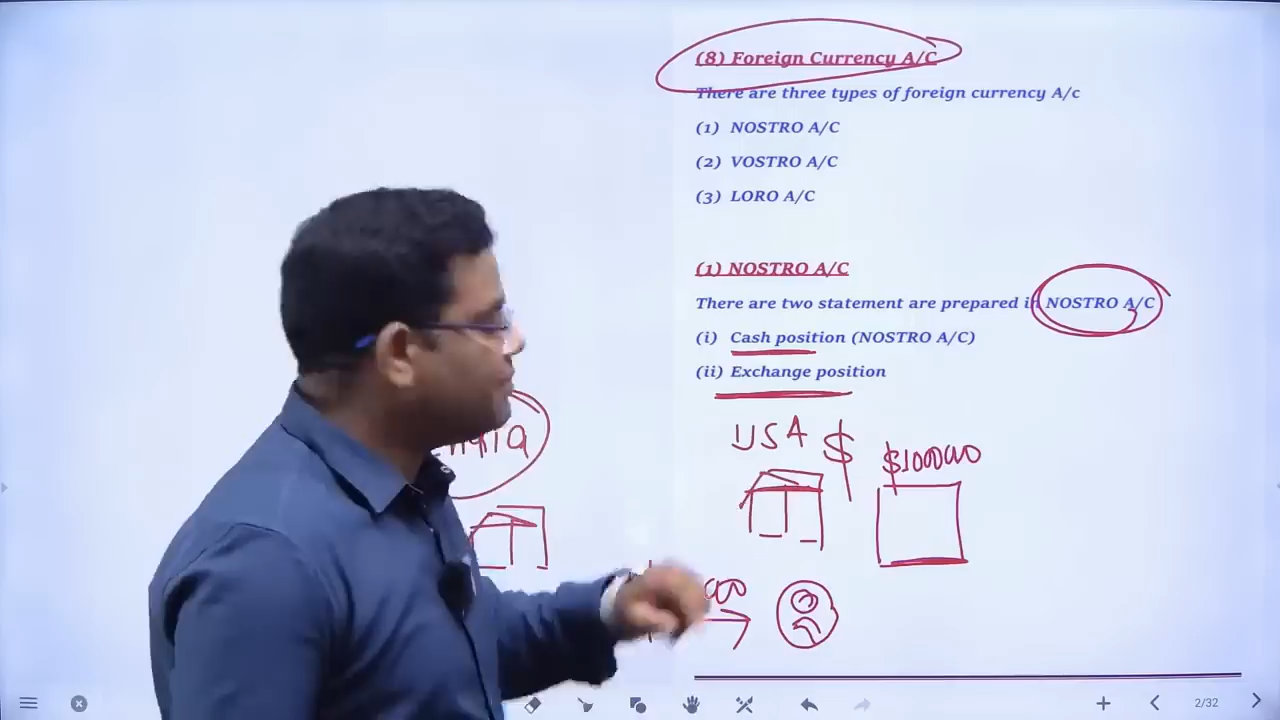 (8) Foreign Currency A/C
There are three types of foreign currency A/c
(1) NOSTRO A/C
(2) VOSTRO A/C
(3) LORO A/C
(1) NOSTRO A/C
There are two statement are prepared in NOSTRO A/C
(i) Cash position (NOSTRO A/C)
(ii) Exchange position
USA $
2/32